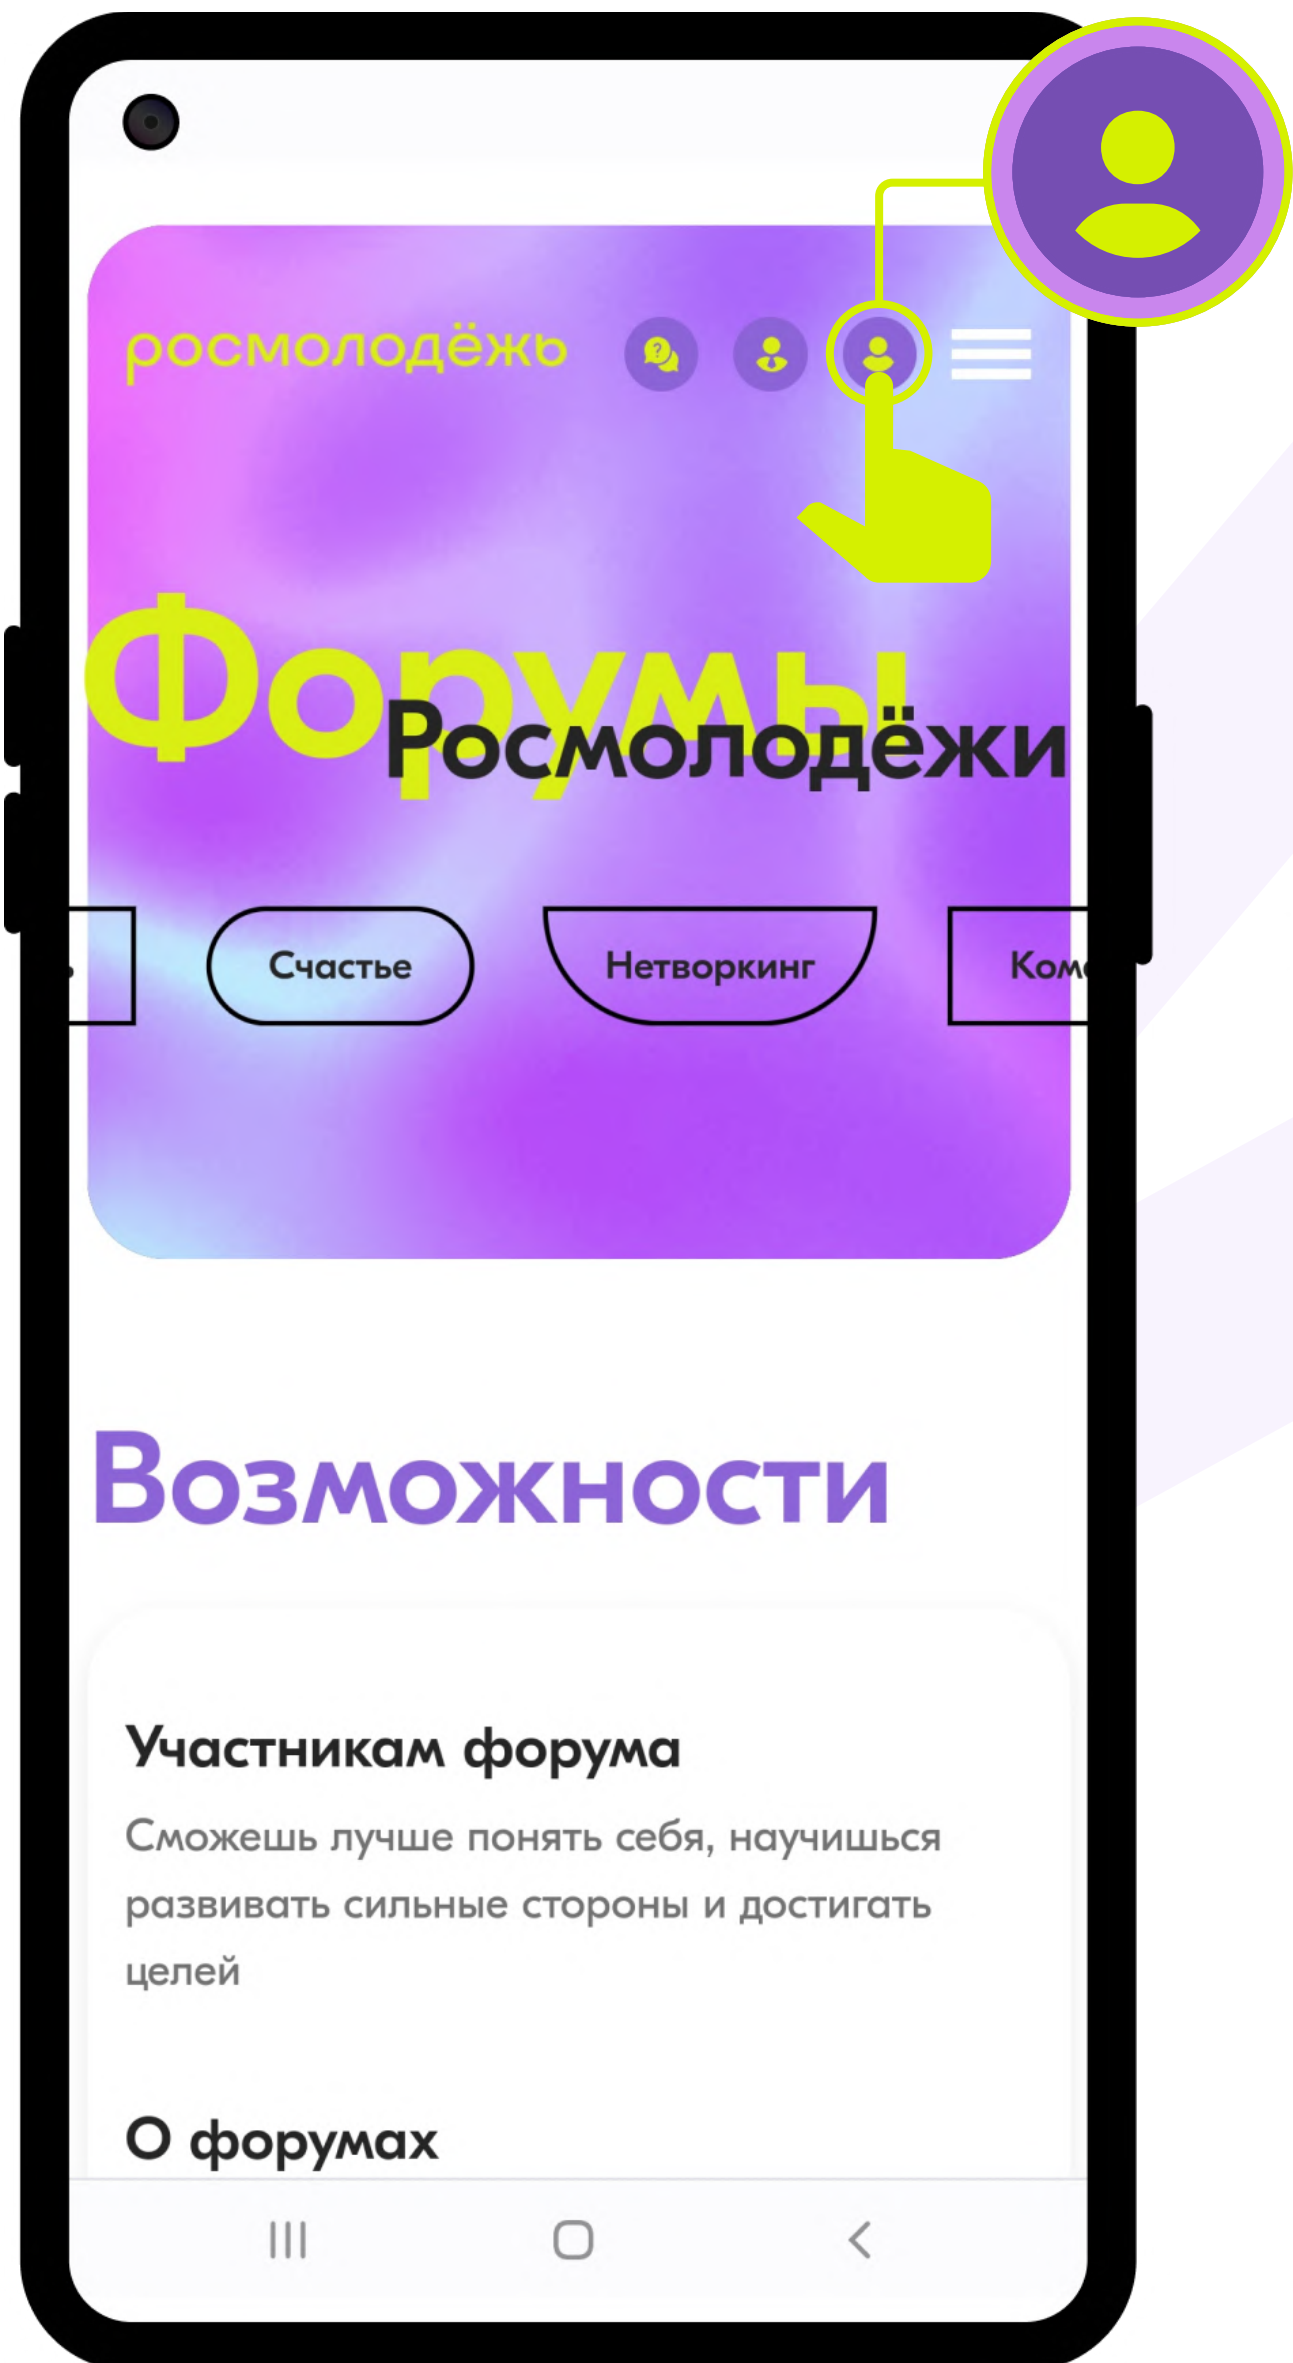 росмолодёжь
Форумы
Росмолодёжи
Счастье
Нетворкинг
Возможности
Участникам форума
Сможешь лучше понять себя, научишься
развивать сильные стороны и достигать
целей
О форумах